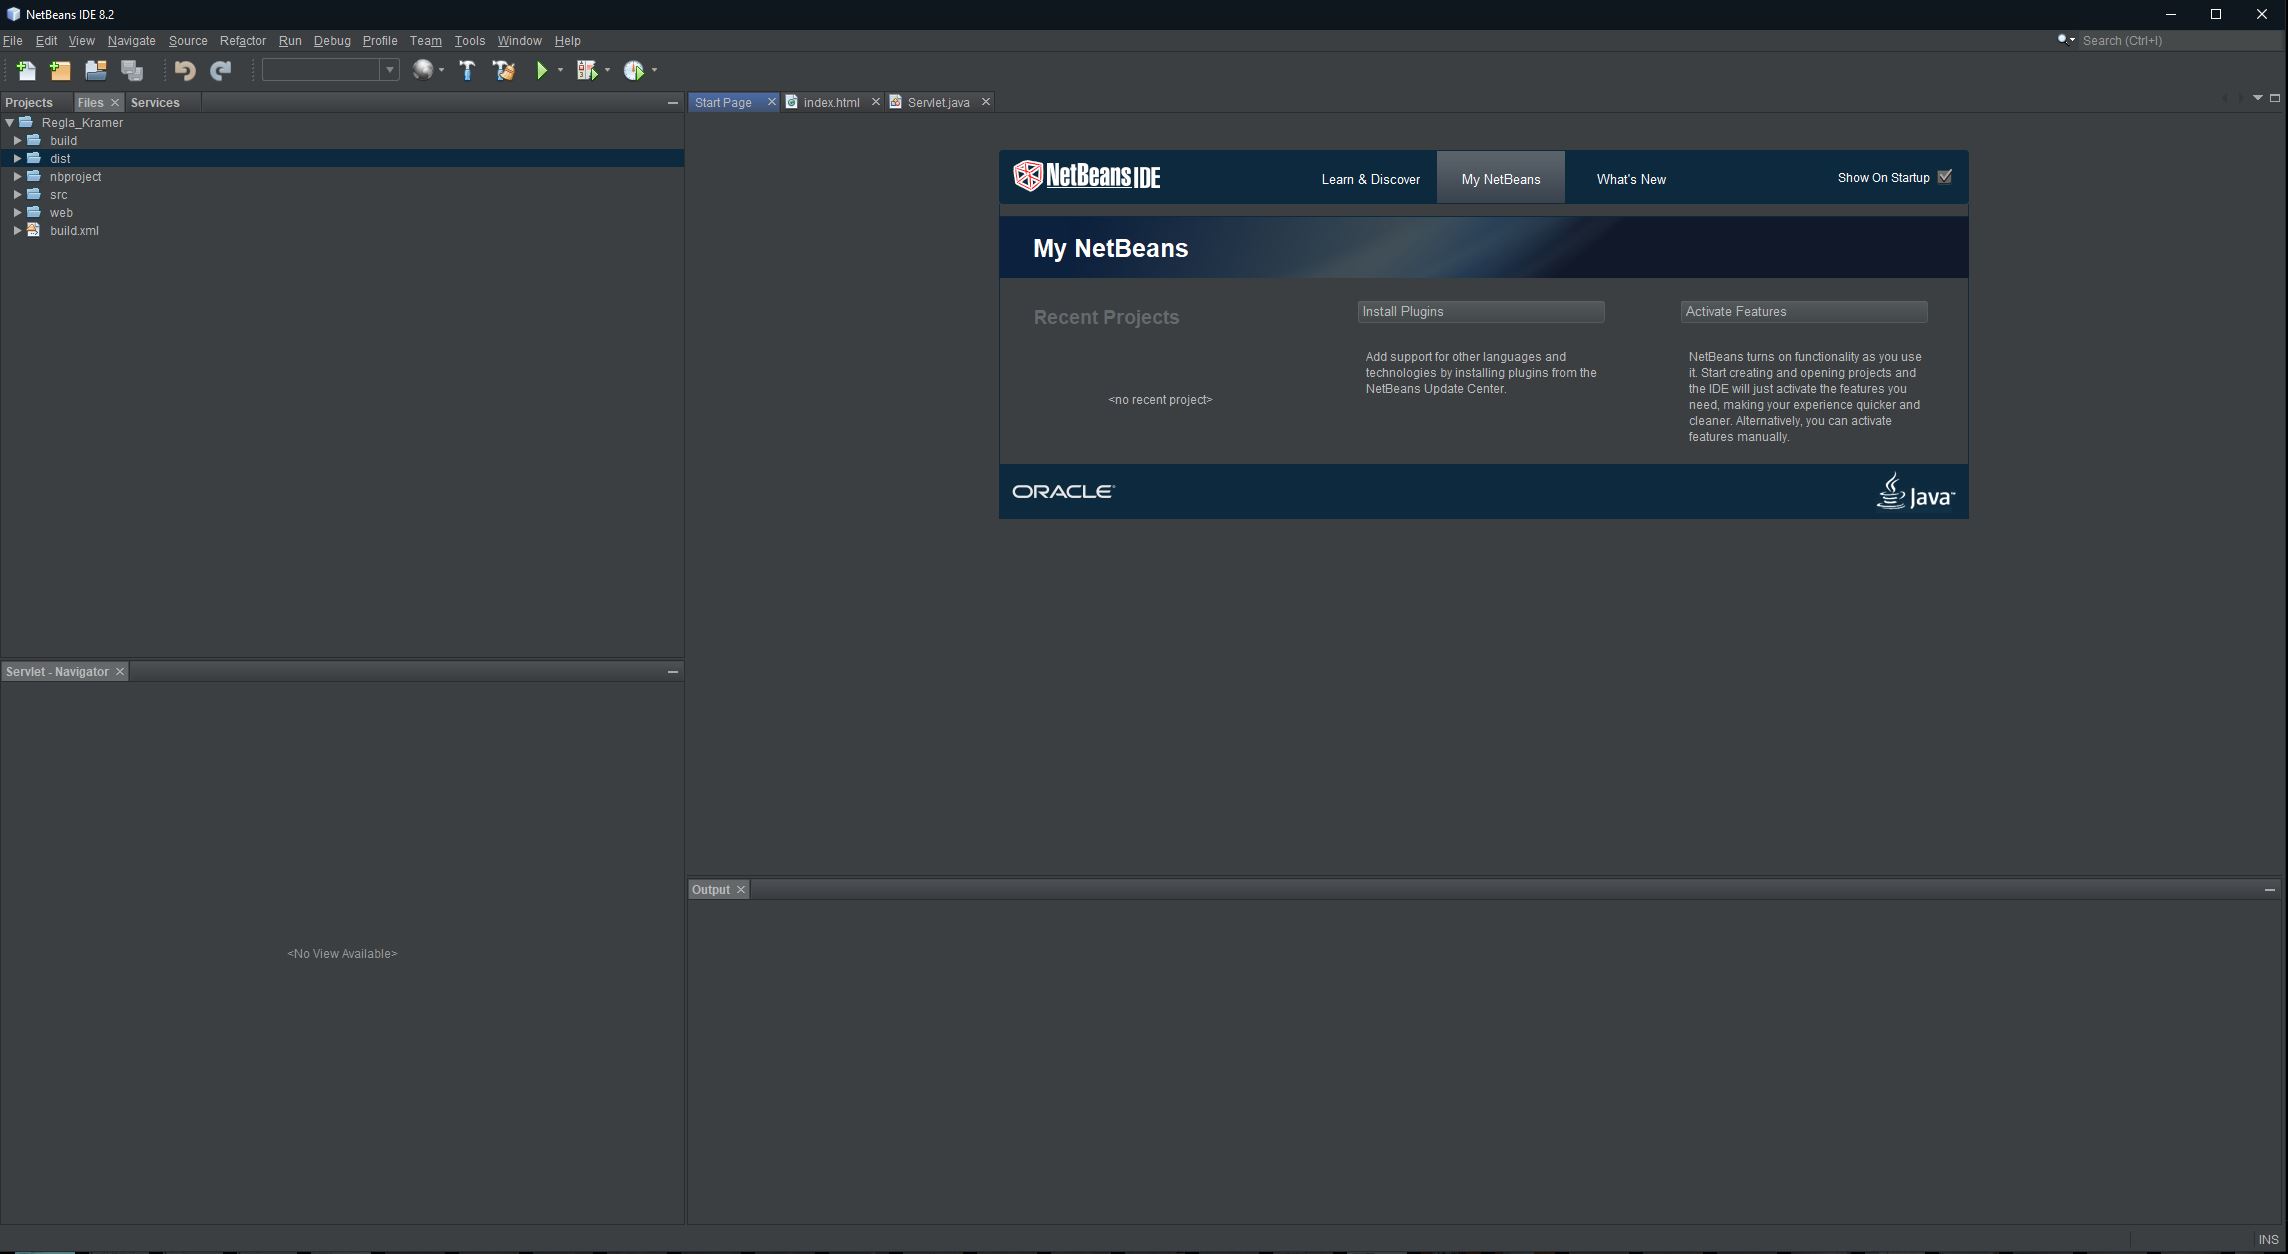 NetBeans IDE 8.2
File Edit View Navigate Source Refactor Run Debug Profile Team Tools Window Help
Search (Ctrl+I)
Projects Files Services
Regla_Kramer
build
dist
nbproject
src
web
build.xml
Servlet - Navigator
<No View Available>
Start Page index.html Servlet.java
NetBeans IDE
Learn & Discover My NetBeans What's New Show On Startup
My NetBeans
Recent Projects
<no recent project>
Install Plugins
Add support for other languages and
technologies by installing plugins from the
NetBeans Update Center.
Activate Features
NetBeans turns on functionality as you use
it. Start creating and opening projects and
the IDE will just activate the features you
need, making your experience quicker and
cleaner. Alternatively, you can activate
features manually.
ORACLE
Java
Output
INS